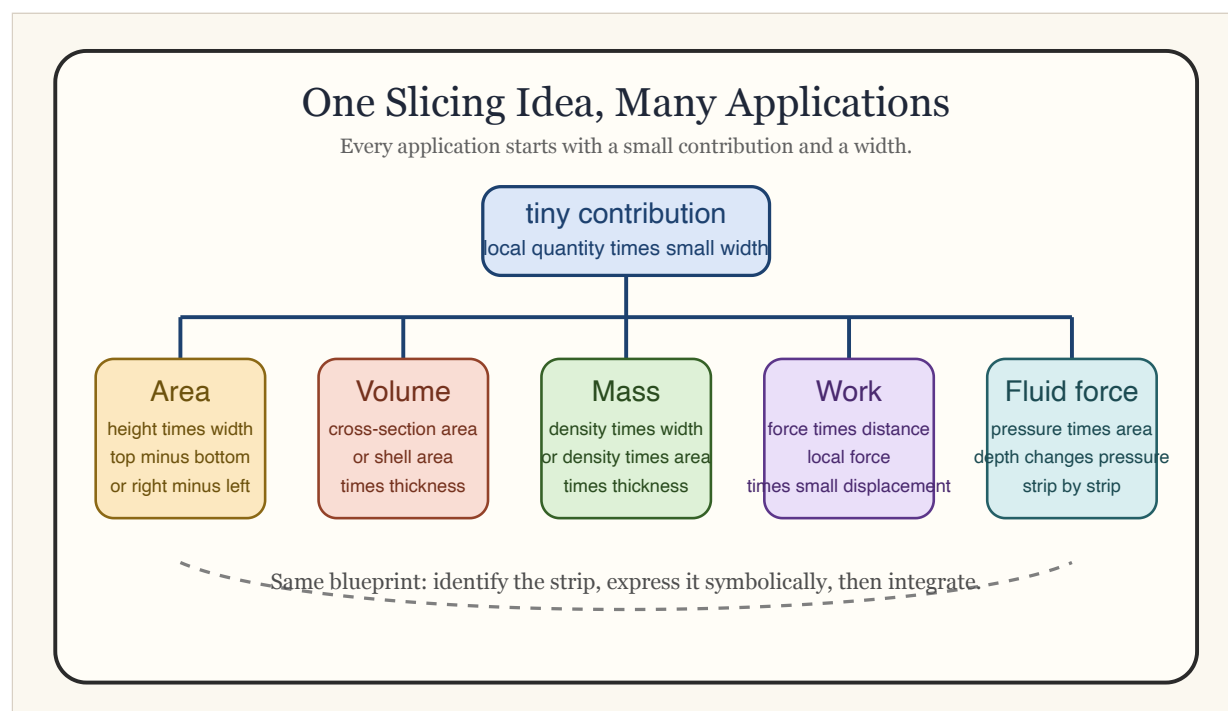 One Slicing Idea, Many Applications
Every application starts with a small contribution and a width.
tiny contribution
local quantity times small width
Area
height times width
top minus bottom
or right minus left
Volume
cross-section area
or shell area
times thickness
Mass
density times width
or density times area
times thickness
Work
force times distance
local force
times small displacement
Fluid force
pressure times area
depth changes pressure
strip by strip
Same blueprint: identify the strip, express it symbolically, then integrate.